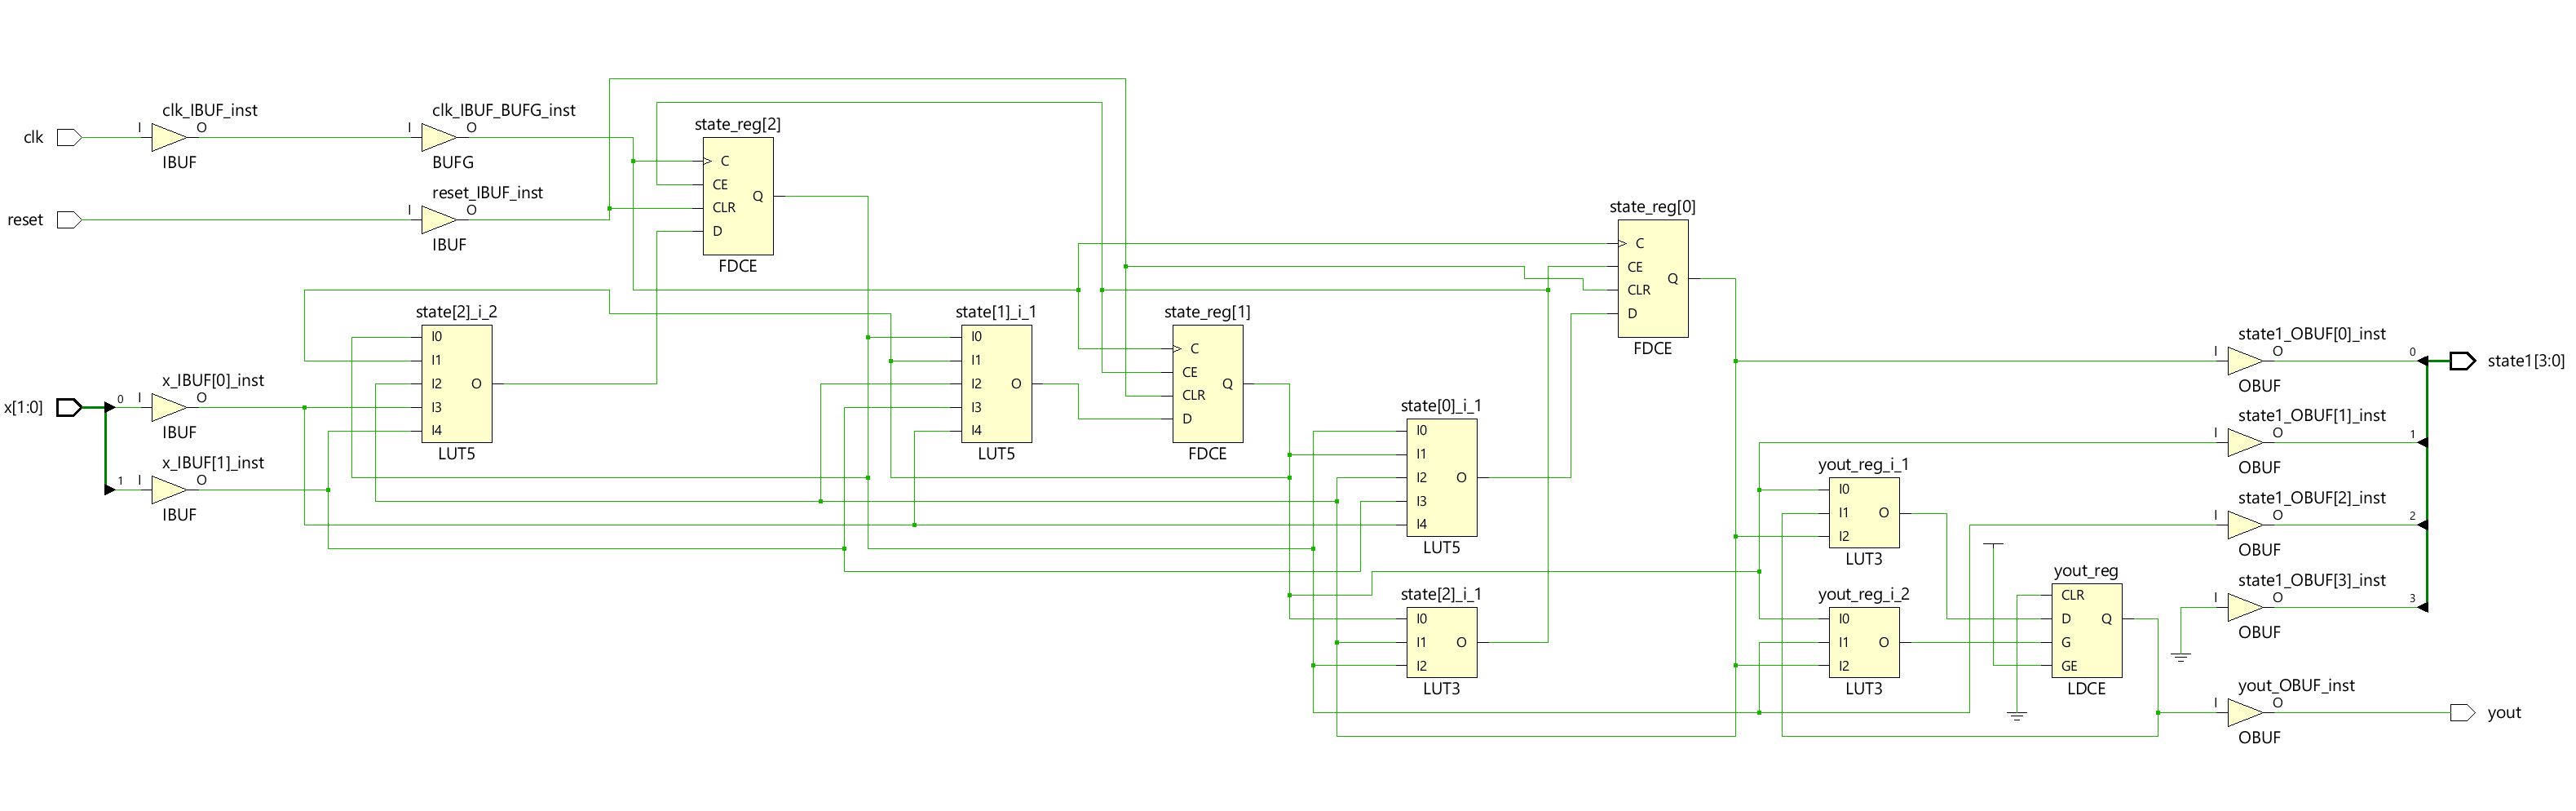 clk
clk_IBUF_inst
I
O
IBUF
clk_IBUF_BUFG_inst
I
O
BUFG
reset
reset_IBUF_inst
I
O
IBUF
state_reg[2]
C
CE
CLR
D
Q
FDCE
x[1:0]
0
x_IBUF[0]_inst
I
O
IBUF
1
x_IBUF[1]_inst
I
O
IBUF
state[2]_i_2
I0
I1
I2
I3
I4
O
LUT5
state[1]_i_1
I0
I1
I2
I3
I4
O
LUT5
state_reg[1]
C
CE
CLR
D
Q
FDCE
state[0]_i_1
I0
I1
I2
I3
I4
O
LUT5
state[2]_i_1
I0
I1
I2
O
LUT3
state_reg[0]
C
CE
CLR
D
Q
FDCE
yout_reg_i_1
I0
I1
I2
O
LUT3
yout_reg_i_2
I0
I1
I2
O
LUT3
yout_reg
CLR
D
G
GE
Q
LDCE
state1_OBUF[0]_inst
I
O
OBUF
0
state1[3:0]
state1_OBUF[1]_inst
I
O
OBUF
1
state1_OBUF[2]_inst
I
O
OBUF
2
state1_OBUF[3]_inst
I
O
OBUF
3
yout_OBUF_inst
I
O
OBUF
yout